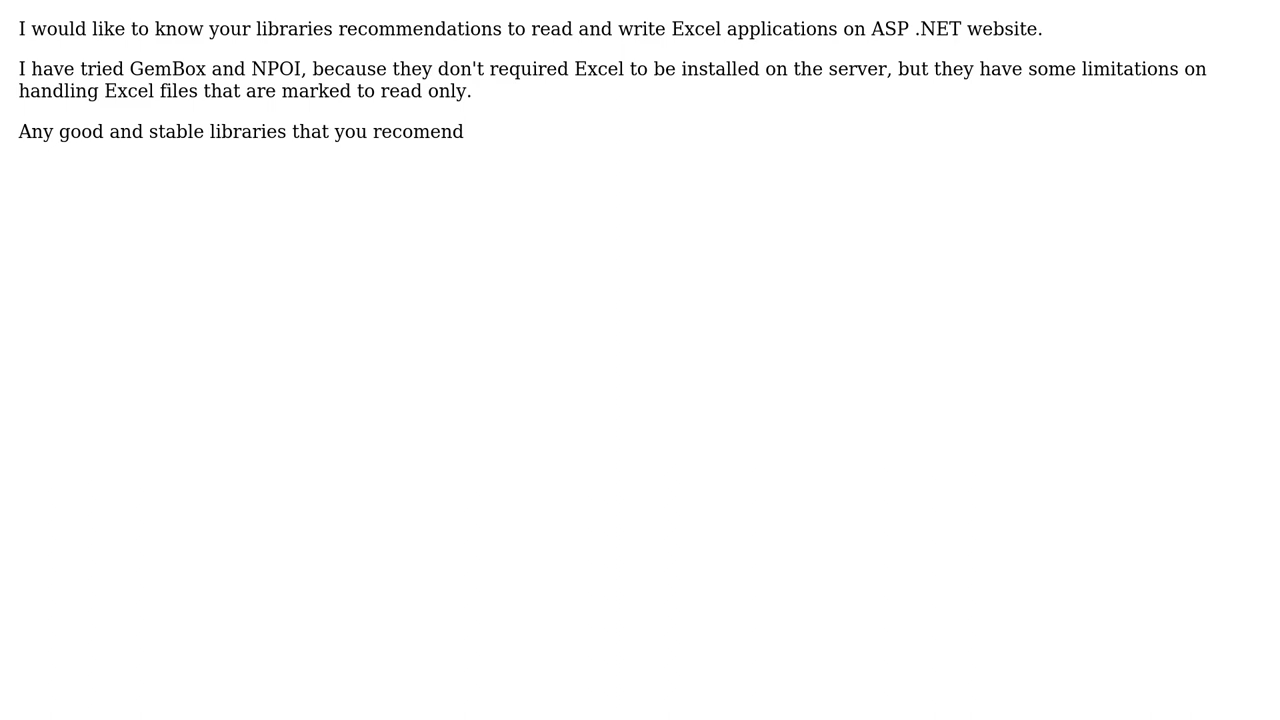 I would like to know your libraries recommendations to read and write Excel applications on ASP .NET website.
I have tried GemBox and NPOI, because they don't required Excel to be installed on the server, but they have some limitations on
handling Excel files that are marked to read only.
Any good and stable libraries that you recomend